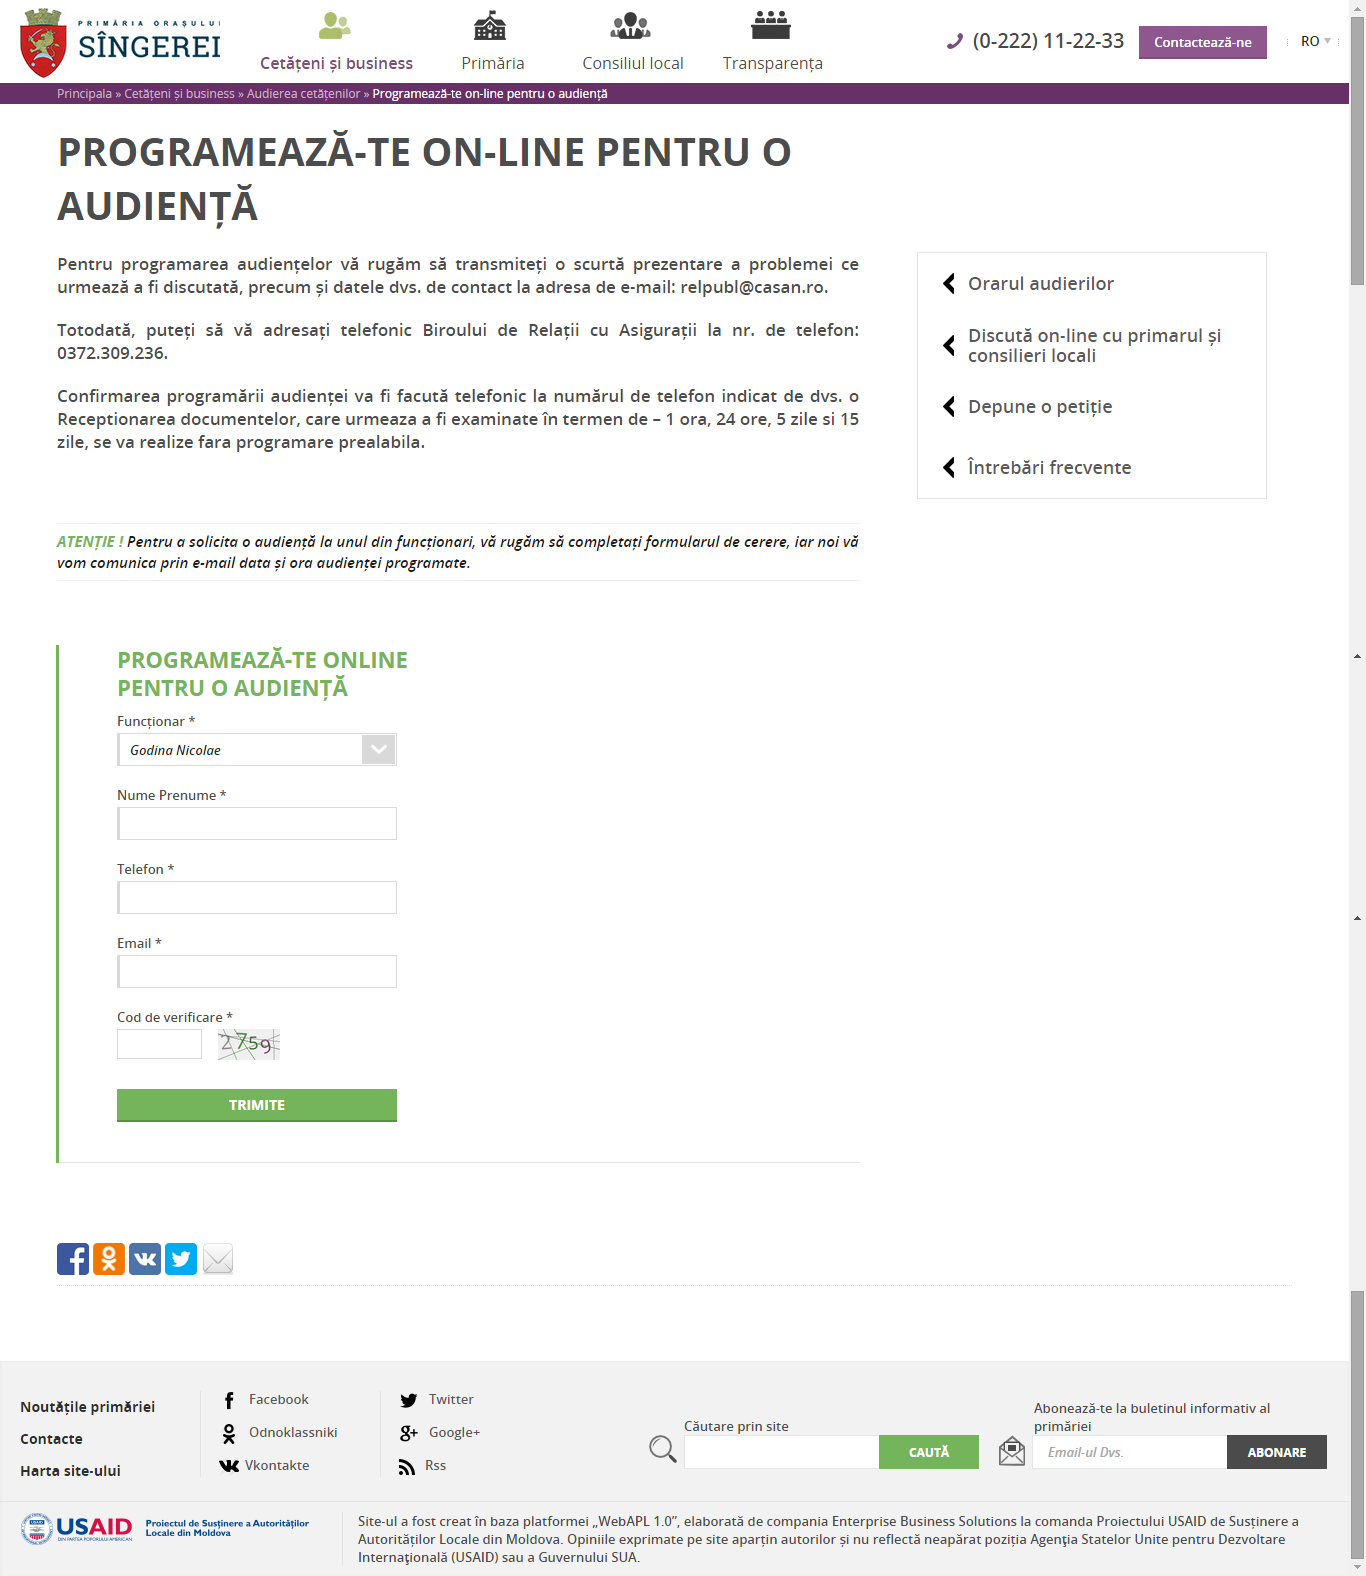 PRIMĂRIA ORAȘULUI
SÎNGEREI
Cetățeni și business
Primăria
Consiliul local
Transparența
(0-222) 11-22-33
Contactează-ne
RO
Principala » Cetățeni și business » Audierea cetățenilor » Programează-te on-line pentru o audiență
PROGRAMEAZĂ-TE ON-LINE PENTRU O
AUDIENȚĂ
Pentru programarea audiențelor vă rugăm să transmiteți o scurtă prezentare a problemei ce
urmează a fi discutată, precum și datele dvs. de contact la adresa de e-mail: relpubl@casan.ro.
Totodată, puteți să vă adresați telefonic Biroului de Relații cu Asigurații la nr. de telefon:
0372.309.236.
Confirmarea programării audienței va fi facută telefonic la numărul de telefon indicat de dvs. o
Receptionarea documentelor, care urmeaza a fi examinate în termen de – 1 ora, 24 ore, 5 zile si 15
zile, se va realize fara programare prealabila.
Orarul audierilor
Discută on-line cu primarul și
consilieri locali
Depune o petiție
Întrebări frecvente
ATENȚIE ! Pentru a solicita o audiență la unul din funcționari, vă rugăm să completați formularul de cerere, iar noi vă
vom comunica prin e-mail data și ora audienței programate.
PROGRAMEAZĂ-TE ONLINE
PENTRU O AUDIENȚĂ
Funcționar *
Godina Nicolae
Nume Prenume *
Telefon *
Email *
Cod de verificare *
2759
TRIMITE
Noutățile primăriei
Contacte
Harta site-ului
Facebook
Odnoklassniki
Vkontakte
Twitter
Google+
Rss
Căutare prin site
CAUTĂ
Abonează-te la buletinul informativ al
primăriei
Email-ul Dvs.
ABONARE
USAID
DIN PARTEA POPORULUI AMERICAN
Proiectul de Susținere a Autorităților
Locale din Moldova
Site-ul a fost creat în baza platformei „WebAPL 1.0”, elaborată de compania Enterprise Business Solutions la comanda Proiectului USAID de Susținere a
Autorităților Locale din Moldova. Opiniile exprimate pe site aparțin autorilor și nu reflectă neapărat poziția Agenția Statelor Unite pentru Dezvoltare
Internațională (USAID) sau a Guvernului SUA.